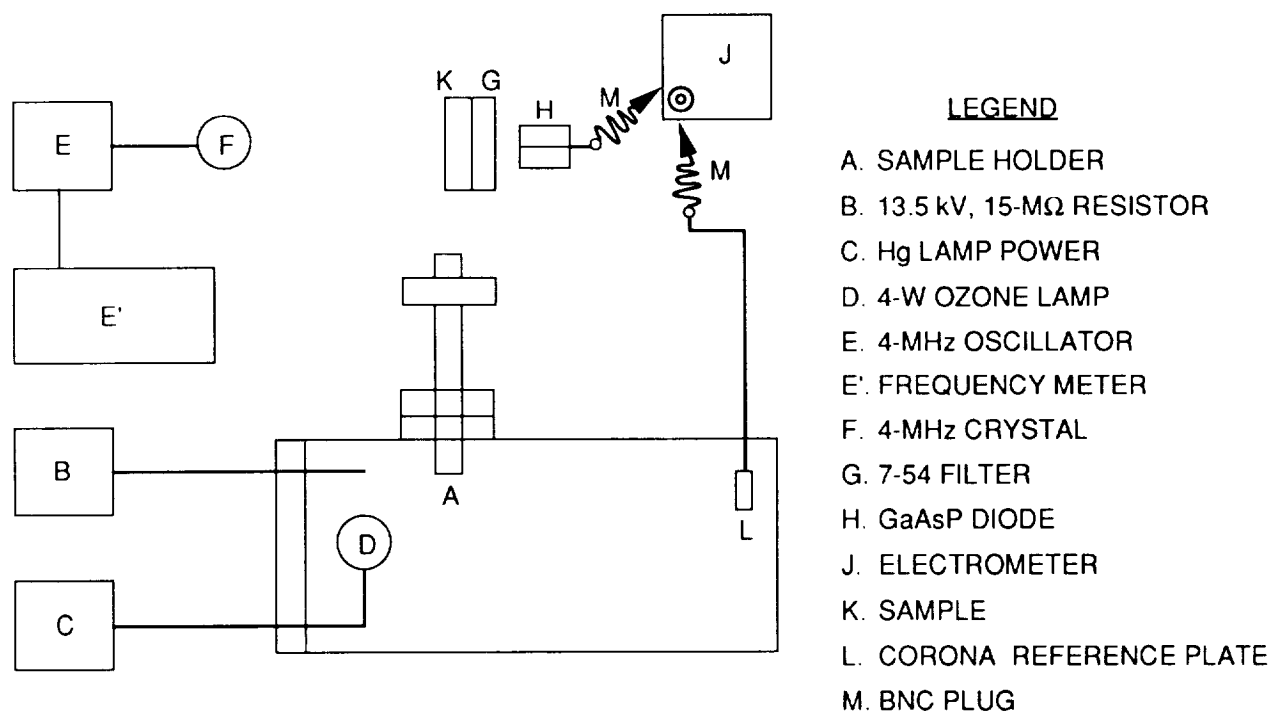 J
K G
H
M
E
F
M
E'
B
A
D
L
C
LEGEND
A. SAMPLE HOLDER
B. 13.5 kV, 15-MΩ RESISTOR
C. Hg LAMP POWER
D. 4-W OZONE LAMP
E. 4-MHz OSCILLATOR
E'. FREQUENCY METER
F. 4-MHz CRYSTAL
G. 7-54 FILTER
H. GaAsP DIODE
J. ELECTROMETER
K. SAMPLE
L. CORONA REFERENCE PLATE
M. BNC PLUG